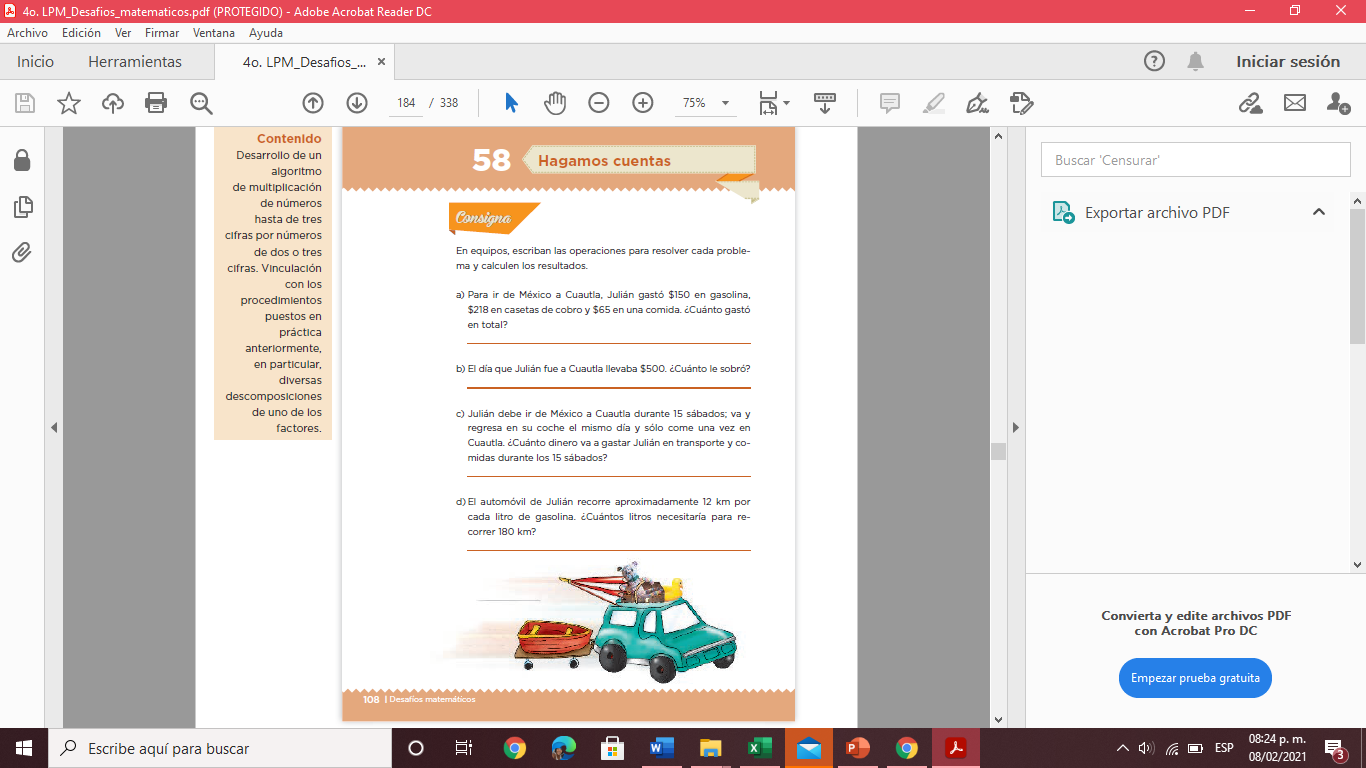 4o. LPM_Desafios_matematicos.pdf (PROTEGIDO) - Adobe Acrobat Reader DC
Archivo Edición Ver Firmar Ventana Ayuda
Inicio Herramientas 4o. LPM_Desafios_... Iniciar sesión
184 / 338 75%
Contenido
Desarrollo de un
algoritmo
de multiplicación
de números
hasta de tres
cifras por números
de dos o tres
cifras. Vinculación
con los
procedimientos
puestos en
práctica
anteriormente,
en particular,
diversas
descomposiciones
de uno de los
factores.
58 Hagamos cuentas
Consigna
En equipos, escriban las operaciones para resolver cada proble-
ma y calculen los resultados.
a) Para ir de México a Cuautla, Julián gastó $150 en gasolina,
$218 en casetas de cobro y $65 en una comida. ¿Cuánto gastó
en total?
b) El día que Julián fue a Cuautla llevaba $500. ¿Cuánto le sobró?
c) Julián debe ir de México a Cuautla durante 15 sábados; va y
regresa en su coche el mismo día y sólo come una vez en
Cuautla. ¿Cuánto dinero va a gastar Julián en transporte y co-
midas durante los 15 sábados?
d) El automóvil de Julián recorre aproximadamente 12 km por
cada litro de gasolina. ¿Cuántos litros necesitaría para re-
correr 180 km?
108 | Desafíos matemáticos
Buscar 'Censurar'
Exportar archivo PDF
Convierta y edite archivos PDF
con Acrobat Pro DC
Empezar prueba gratuita
Escribe aquí para buscar
ESP
08:24 p. m.
08/02/2021
3